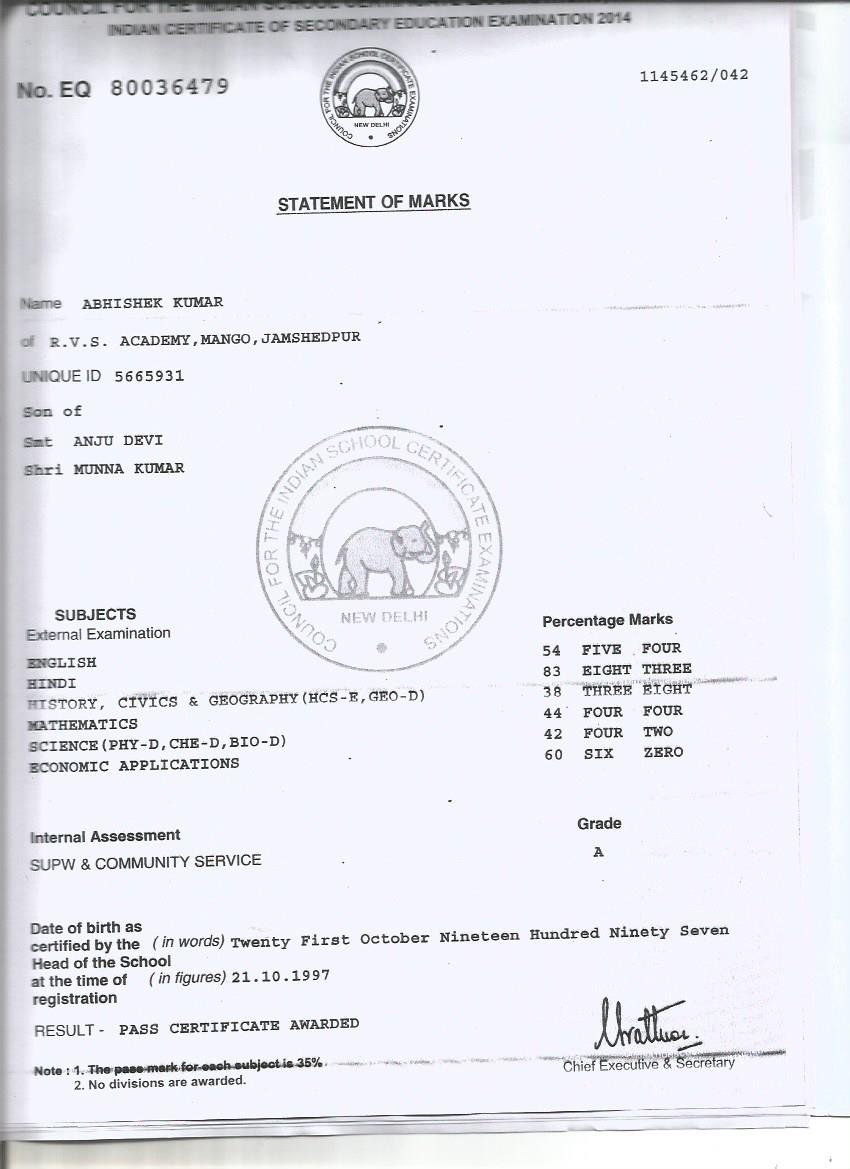 COUNCIL FOR THE INDIAN SCHOOL CERTIFICATE
INDIAN CERTIFICATE OF SECONDARY EDUCATION EXAMINATION 2014
No. EQ 80036479
1145462/042
COUNCIL FOR THE INDIAN SCHOOL CERTIFICATE EXAMINATIONS
NEW DELHI
STATEMENT OF MARKS
Name ABHISHEK KUMAR
of R.V.S. ACADEMY,MANGO,JAMSHEDPUR
UNIQUE ID 5665931
Son of
Smt ANJU DEVI
Shri MUNNA KUMAR
COUNCIL FOR THE INDIAN SCHOOL CERTIFICATE EXAMINATIONS
NEW DELHI
SUBJECTS Percentage Marks
External Examination
ENGLISH 54 FIVE FOUR
HINDI 83 EIGHT THREE
HISTORY, CIVICS & GEOGRAPHY(HCS-E,GEO-D) 38 THREE EIGHT
MATHEMATICS 44 FOUR FOUR
SCIENCE(PHY-D,CHE-D,BIO-D) 42 FOUR TWO
ECONOMIC APPLICATIONS 60 SIX ZERO
Internal Assessment Grade
SUPW & COMMUNITY SERVICE A
Date of birth as
certified by the (in words) Twenty First October Nineteen Hundred Ninety Seven
Head of the School
at the time of (in figures) 21.10.1997
registration
RESULT - PASS CERTIFICATE AWARDED
Note : 1. The pass mark for each subject is 35%.
2. No divisions are awarded.
Chief Executive & Secretary